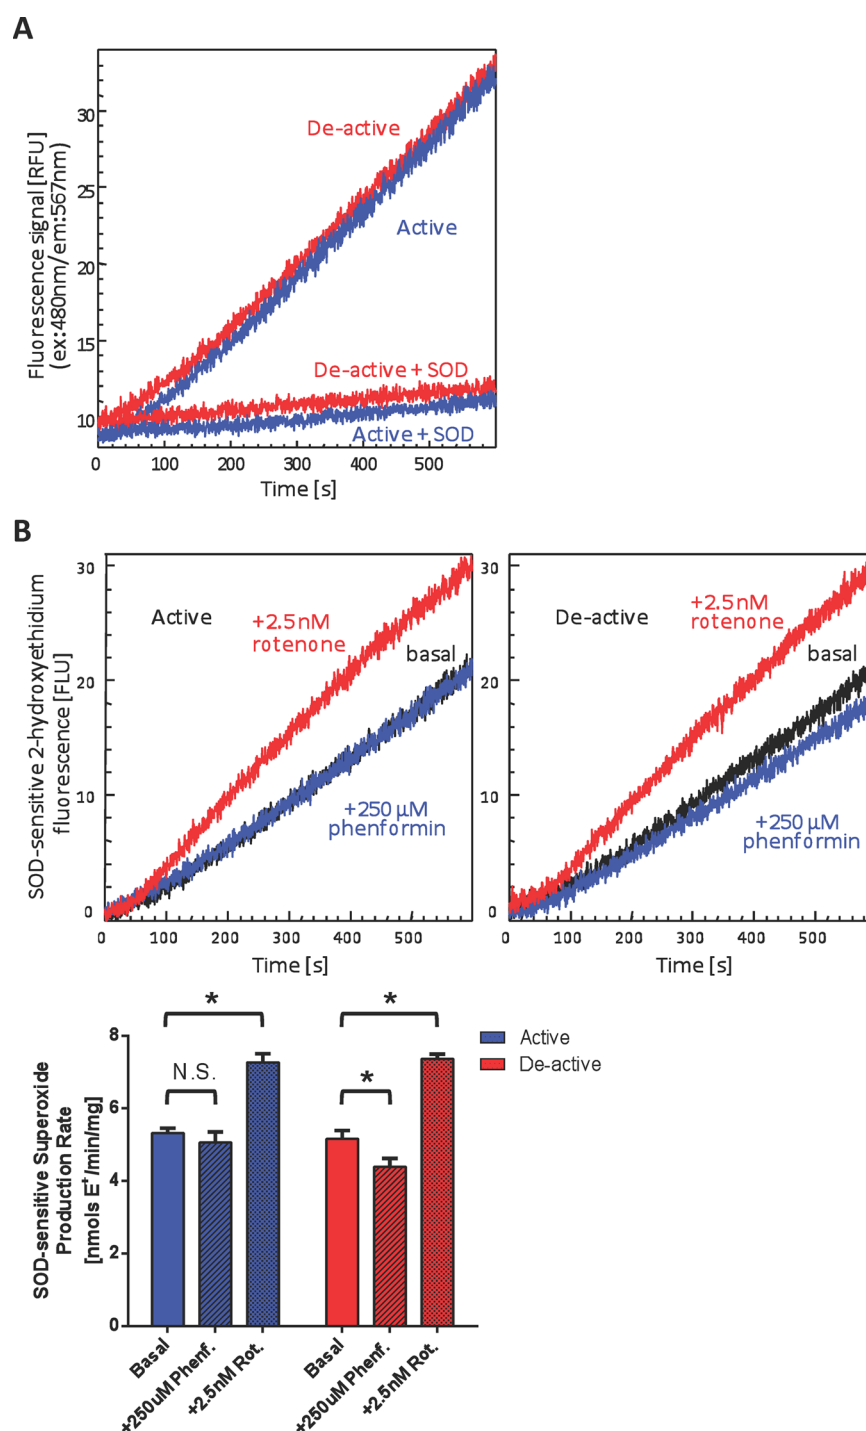 A
Fluorescence signal [RFU]
(ex:480nm/em:567nm)
30
25
20
15
10
De-active
Active
De-active + SOD
Active + SOD
0 100 200 300 400 500
Time [s]
B
SOD-sensitive 2-hydroxyethidium
fluorescence [FLU]
30
20
10
0
Active
+2.5nM
rotenone
basal
+250 µM
phenformin
0 100 200 300 400 500
Time [s]
30
20
10
0
De-active
+2.5nM
rotenone
basal
+250 µM
phenformin
0 100 200 300 400 500
Time [s]
SOD-sensitive Superoxide
Production Rate
[nmols E+/min/mg]
8
6
4
2
0
*
N.S.
*
*
Active
De-active
Basal
+250uM Phenf.
+2.5nM Rot.
Basal
+250uM Phenf.
+2.5nM Rot.